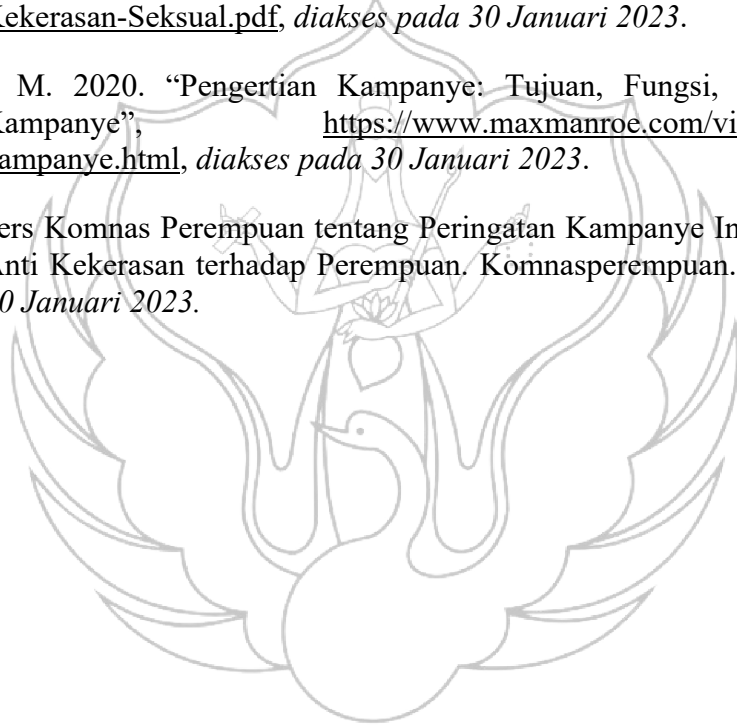 Kekerasan-Seksual.pdf, diakses pada 30 Januari 2023.
M. 2020. “Pengertian Kampanye: Tujuan, Fungsi,
Kampanye”, https://www.maxmanroe.com/vi
ampanye.html, diakses pada 30 Januari 2023.
ers Komnas Perempuan tentang Peringatan Kampanye In
Anti Kekerasan terhadap Perempuan. Komnasperempuan.
0 Januari 2023.